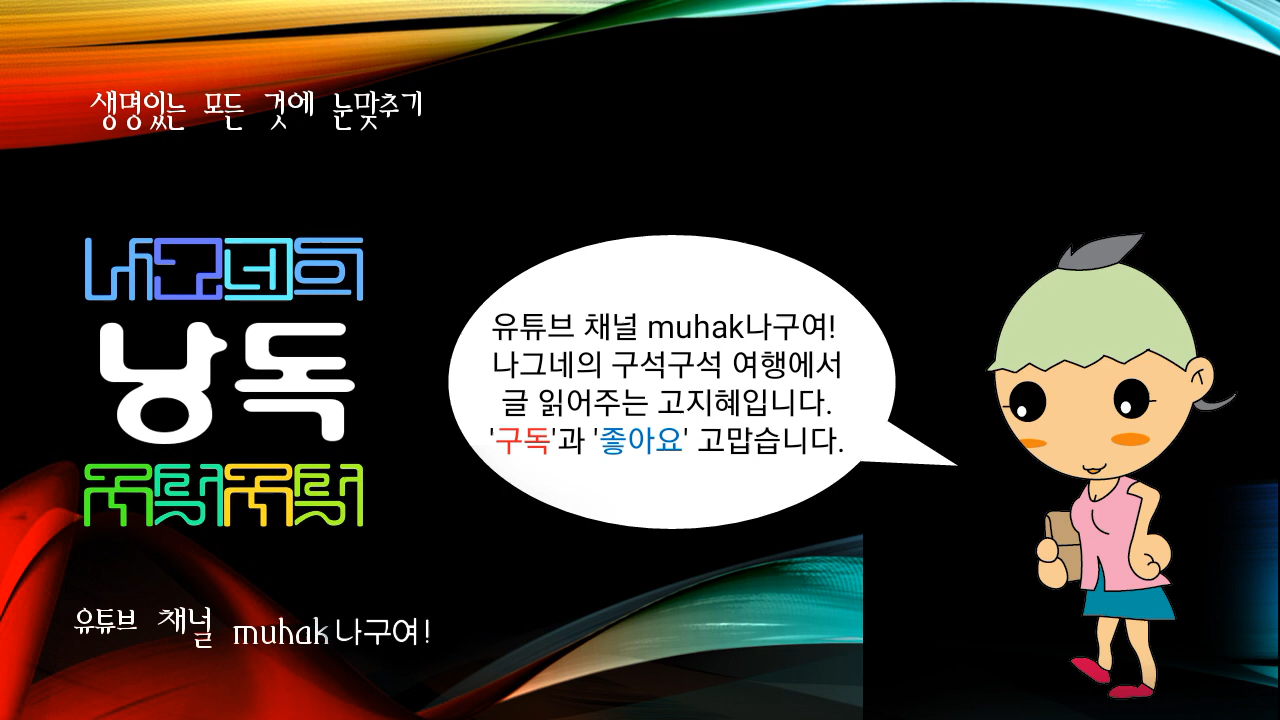 생명있는 모든 것에 눈맞추기
나그네의
낭독
구석구석
유튜브 채널 muhak나구여!
나그네의 구석구석 여행에서
글 읽어주는 고지혜입니다.
'구독'과 '좋아요' 고맙습니다.
유튜브 채널 muhak나구여!